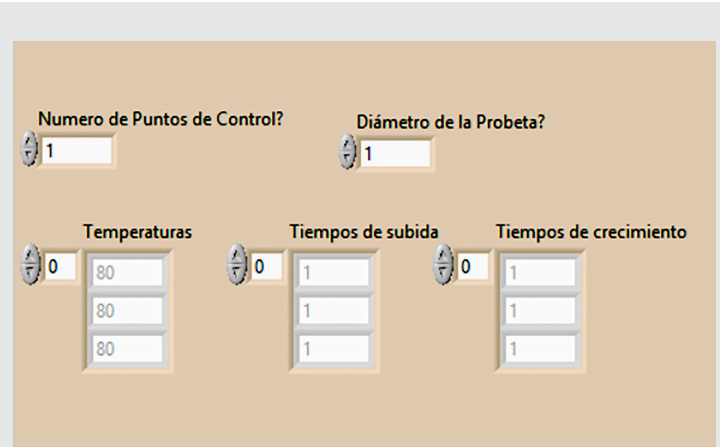 Numero de Puntos de Control?
1
Diámetro de la Probeta?
1
Temperaturas
0
80
80
80
Tiempos de subida
0
1
1
1
Tiempos de crecimiento
0
1
1
1